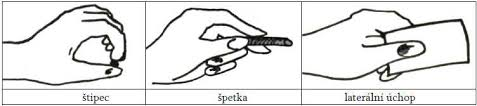 štipec
špetka
laterální úchop